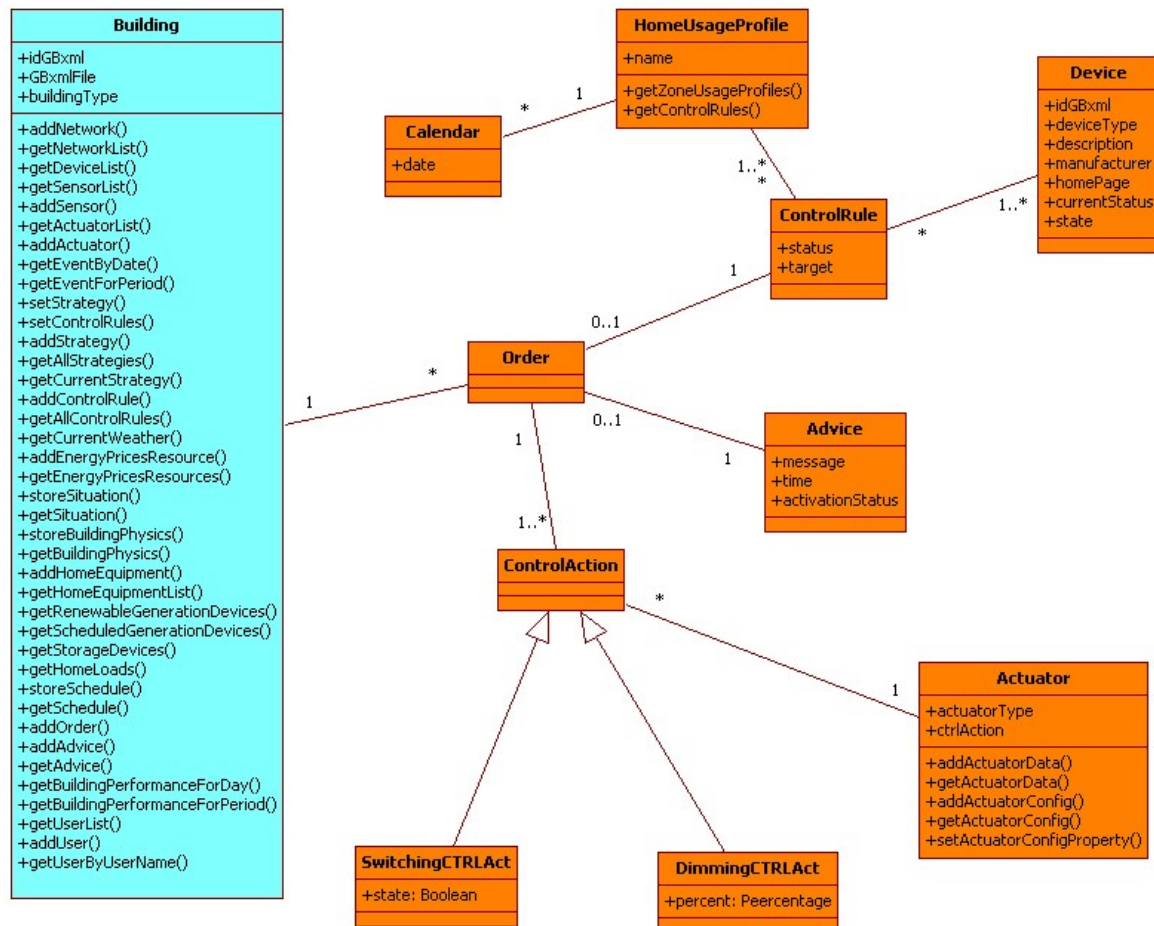 Building
+idGBxml
+GBxmlFile
+buildingType
+addNetwork()
+getNetworkList()
+getDeviceList()
+getSensorList()
+addSensor()
+getActuatorList()
+addActuator()
+getEventByDate()
+getEventForPeriod()
+setStrategy()
+setControlRules()
+addStrategy()
+getAllStrategies()
+getCurrentStrategy()
+addControlRule()
+getAllControlRules()
+getCurrentWeather()
+addEnergyPricesResource()
+getEnergyPricesResources()
+storeSituation()
+getSituation()
+storeBuildingPhysics()
+getBuildingPhysics()
+addHomeEquipment()
+getHomeEquipmentList()
+getRenewableGenerationDevices()
+getScheduledGenerationDevices()
+getStorageDevices()
+getHomeLoads()
+storeSchedule()
+getSchedule()
+addOrder()
+addAdvice()
+getAdvice()
+getBuildingPerformanceForDay()
+getBuildingPerformanceForPeriod()
+getUserList()
+addUser()
+getUserByUserName()
HomeUsageProfile
+name
+getZoneUsageProfiles()
+getControlRules()
1
*
Calendar
+date
Device
+idGBxml
+deviceType
+description
+manufacturer
+homePage
+currentStatus
+state
1..*
*
ControlRule
+status
+target
1..*
*
1
0..1
Order
*
1
0..1
1
Advice
+message
+time
+activationStatus
1
1..*
ControlAction
*
1
Actuator
+actuatorType
+ctrlAction
+addActuatorData()
+getActuatorData()
+addActuatorConfig()
+getActuatorConfig()
+setActuatorConfigProperty()
SwitchingCTRLAct
+state: Boolean
DimmingCTRLAct
+percent: Peercentage